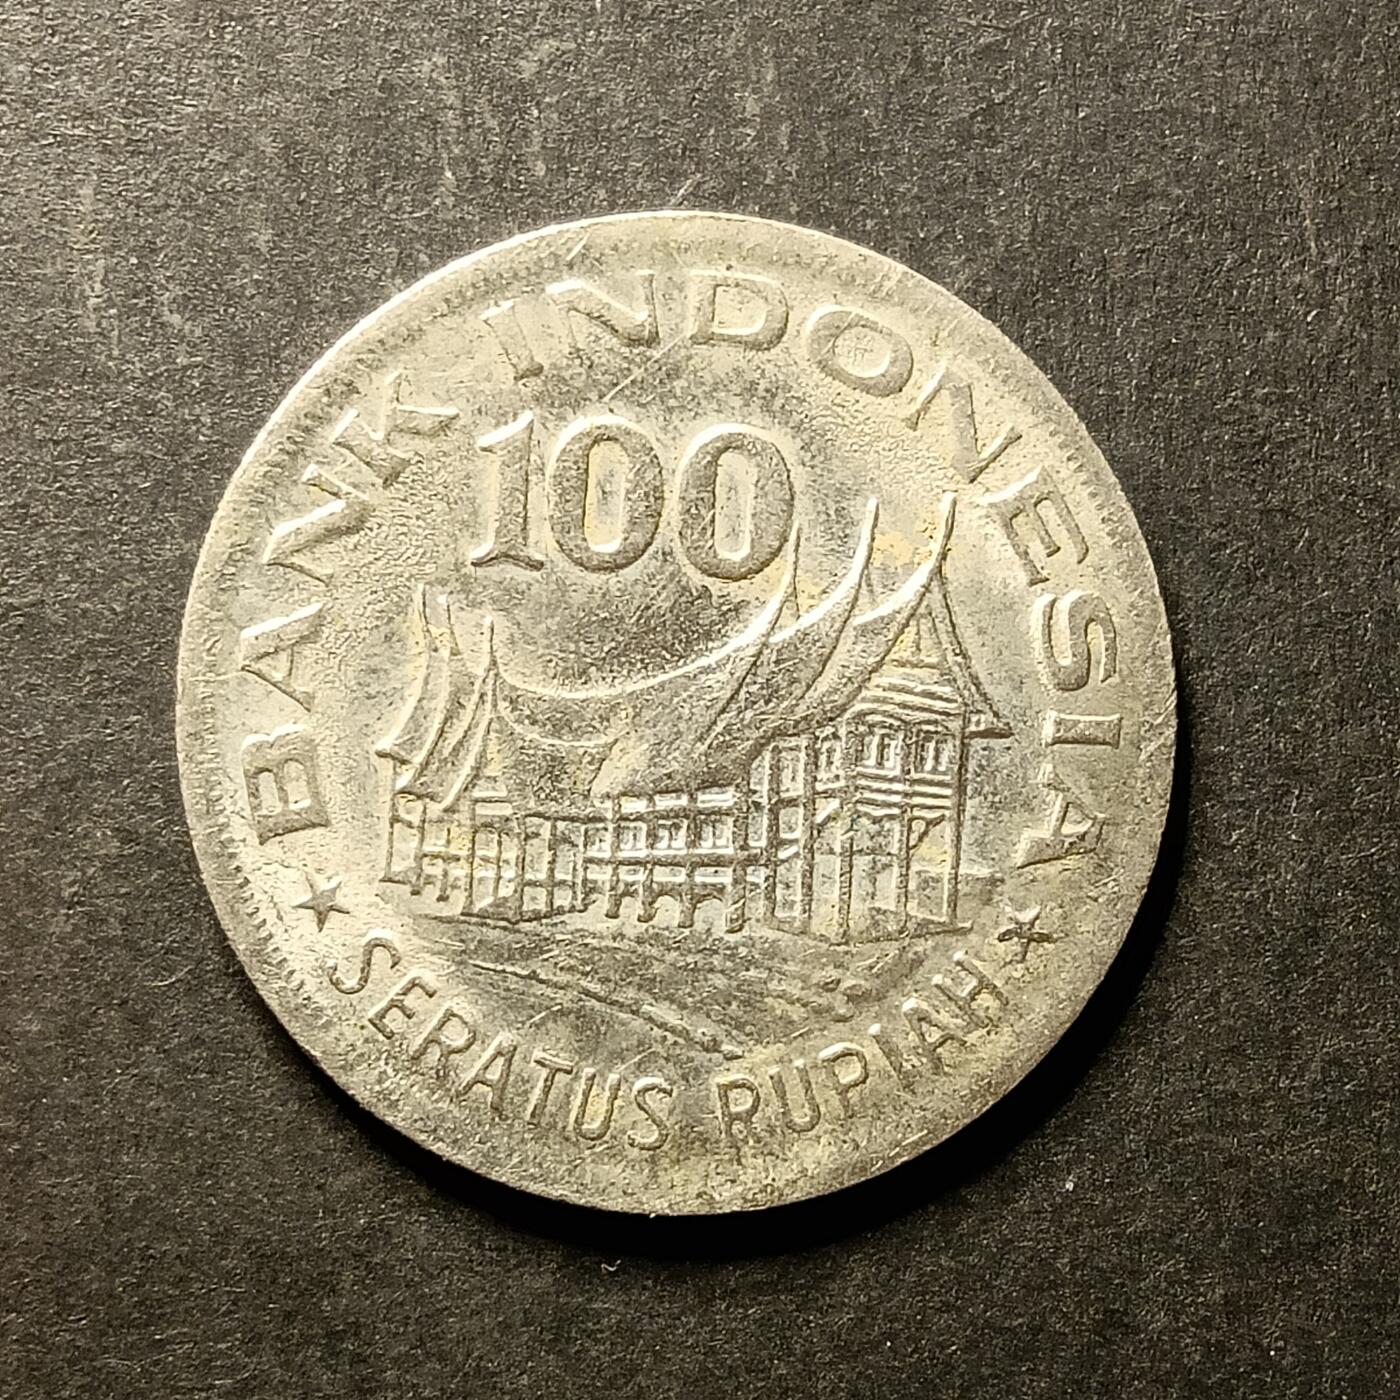 BANK INDONESIA
100
★ SERATUS RUPIAH ★